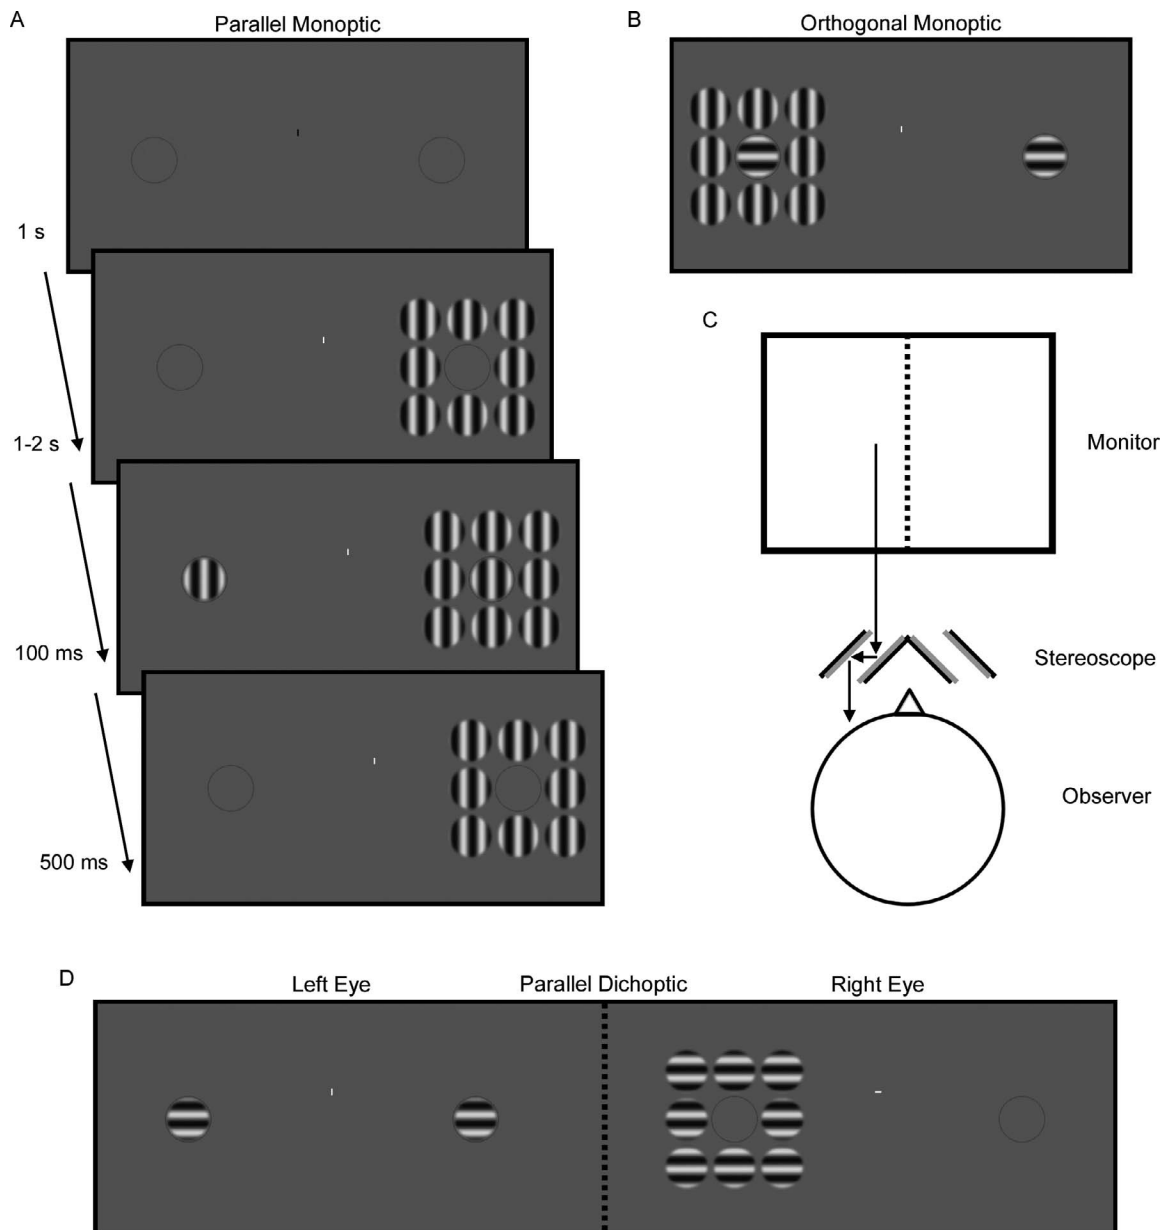 A
Parallel Monoptic
1 s
1-2 s
100 ms
500 ms
B
Orthogonal Monoptic
C
Monitor
Stereoscope
Observer
D
Left Eye
Parallel Dichoptic
Right Eye